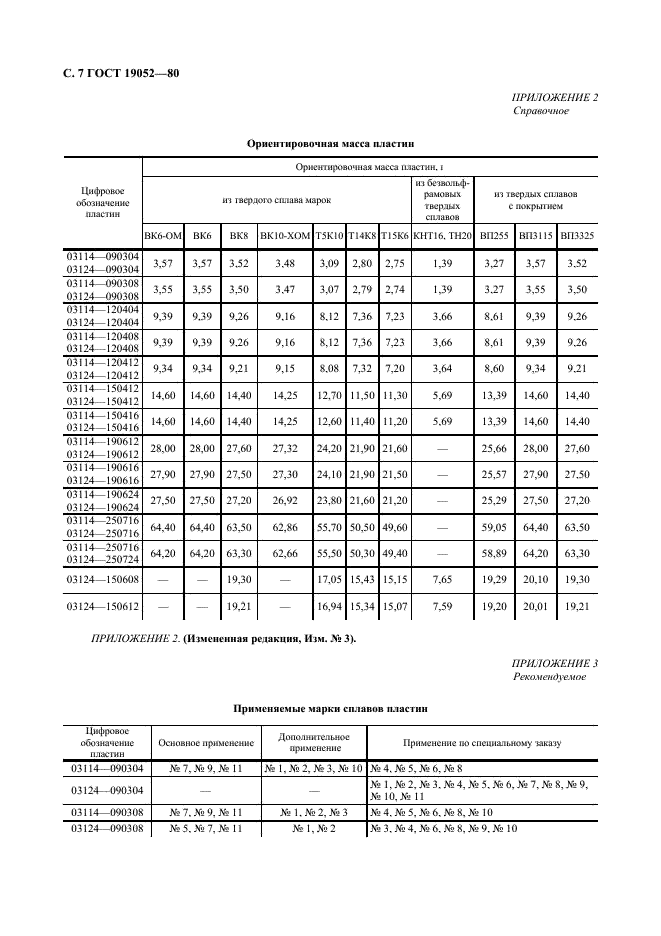 С. 7 ГОСТ 19052—80
ПРИЛОЖЕНИЕ 2
Справочное
Ориентировочная масса пластин
Цифровое обозначение пластин
Ориентировочная масса пластин, г
из твердого сплава марок
из безвольф-
рамовых
твердых
сплавов
из твердых сплавов
с покрытием
ВК6-ОМ ВК6 ВК8 ВК10-ХОМ Т5К10 Т14К8 Т15К6 КНТ16, ТН20 ВП255 ВП3115 ВП3325
03114—090304
03124—090304 3,57 3,57 3,52 3,48 3,09 2,80 2,75 1,39 3,27 3,57 3,52
03114—090308
03124—090308 3,55 3,55 3,50 3,47 3,07 2,79 2,74 1,39 3,27 3,55 3,50
03114—120404
03124—120404 9,39 9,39 9,26 9,16 8,12 7,36 7,23 3,66 8,61 9,39 9,26
03114—120408
03124—120408 9,39 9,39 9,26 9,16 8,12 7,36 7,23 3,66 8,61 9,39 9,26
03114—120412
03124—120412 9,34 9,34 9,21 9,15 8,08 7,32 7,20 3,64 8,60 9,34 9,21
03114—150412
03124—150412 14,60 14,60 14,40 14,25 12,70 11,50 11,30 5,69 13,39 14,60 14,40
03114—150416
03124—150416 14,60 14,60 14,40 14,25 12,60 11,40 11,20 5,69 13,39 14,60 14,40
03114—190612
03124—190612 28,00 28,00 27,60 27,32 24,20 21,90 21,60 — 25,66 28,00 27,60
03114—190616
03124—190616 27,90 27,90 27,50 27,30 24,10 21,90 21,50 — 25,57 27,90 27,50
03114—190624
03124—190624 27,50 27,50 27,20 26,92 23,80 21,60 21,20 — 25,29 27,50 27,20
03114—250716
03124—250716 64,40 64,40 63,50 62,86 55,70 50,50 49,60 — 59,05 64,40 63,50
03114—250716
03124—250724 64,20 64,20 63,30 62,66 55,50 50,30 49,40 — 58,89 64,20 63,30
03124—150608 — — 19,30 — 17,05 15,43 15,15 7,65 19,29 20,10 19,30
03124—150612 — — 19,21 — 16,94 15,34 15,07 7,59 19,20 20,01 19,21
ПРИЛОЖЕНИЕ 2. (Измененная редакция, Изм. № 3).
ПРИЛОЖЕНИЕ 3
Рекомендуемое
Применяемые марки сплавов пластин
Цифровое
обозначение
пластин
Основное применение
Дополнительное
применение
Применение по специальному заказу
03114—090304 № 7, № 9, № 11 № 1, № 2, № 3, № 10 № 4, № 5, № 6, № 8
03124—090304 — — № 1, № 2, № 3, № 4, № 5, № 6, № 7, № 8, № 9,
№ 10, № 11
03114—090308 № 7, № 9, № 11 № 1, № 2, № 3 № 4, № 5, № 6, № 8, № 10
03124—090308 № 5, № 7, № 11 № 1, № 2 № 3, № 4, № 6, № 8, № 9, № 10